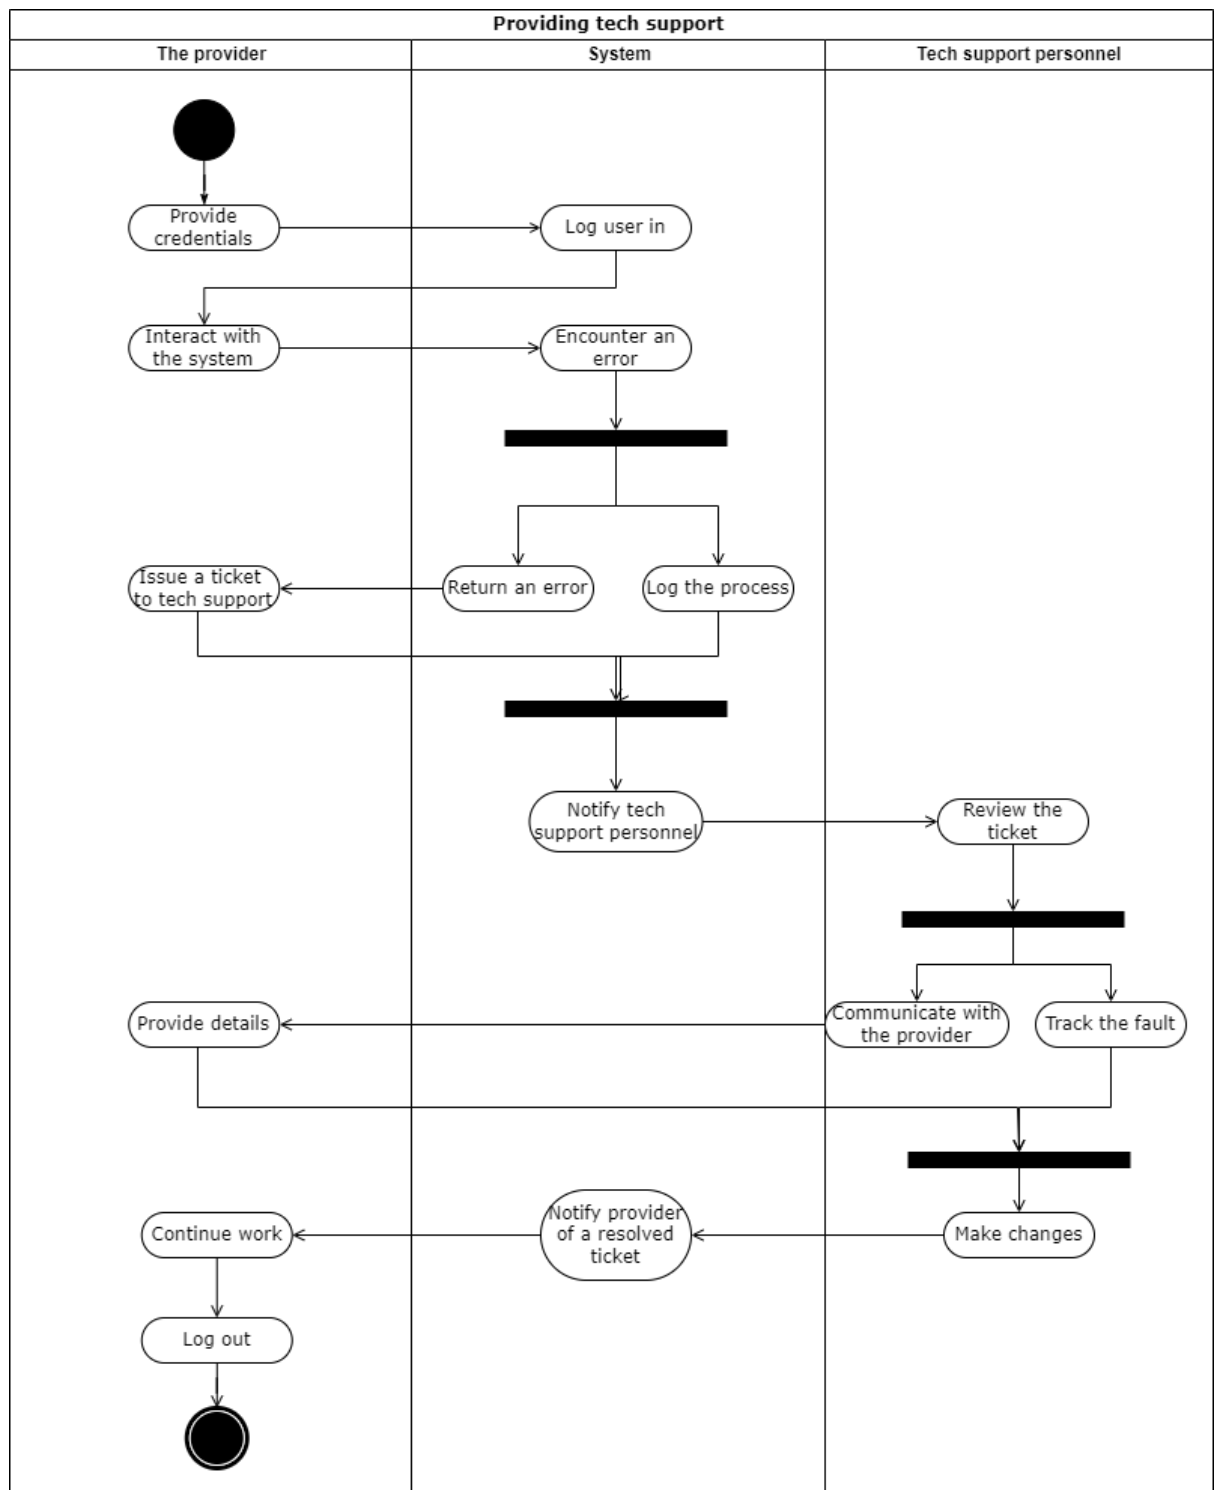 Providing tech support
The provider
System
Tech support personnel
Provide
credentials
Log user in
Interact with
the system
Encounter an
error
Issue a ticket
to tech support
Return an error
Log the process
Notify tech
support personnel
Review the
ticket
Provide details
Communicate with
the provider
Track the fault
Continue work
Notify provider
of a resolved
ticket
Make changes
Log out